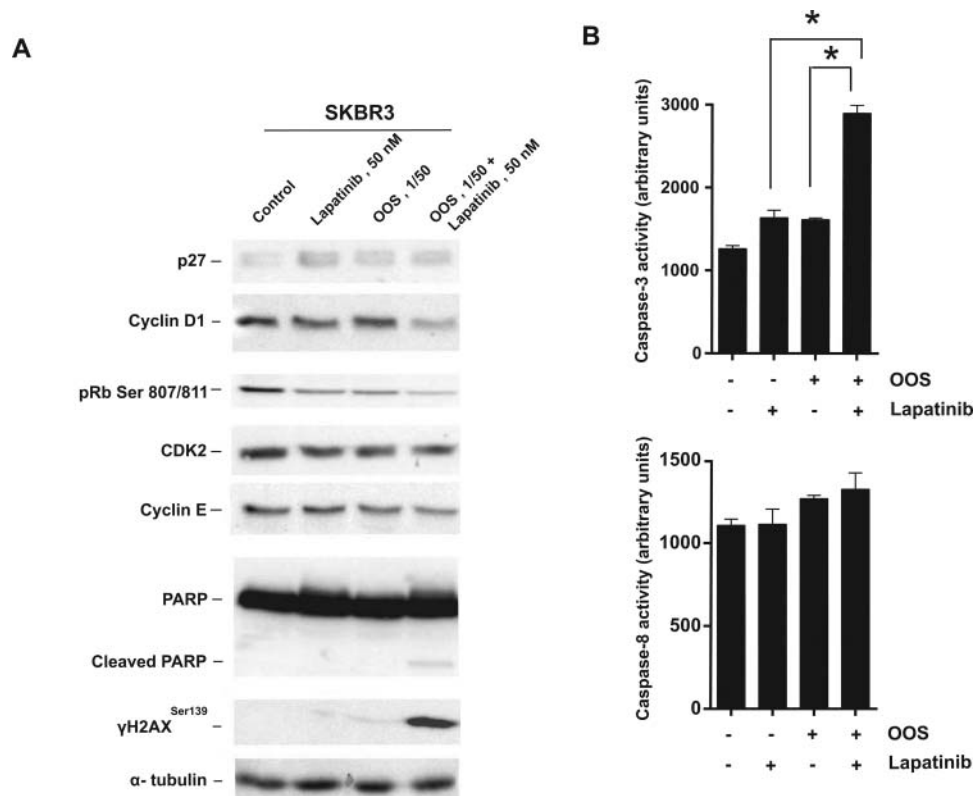 A
SKBR3
Control
Lapatinib , 50 nM
OOS , 1/50
OOS , 1/50 +
Lapatinib , 50 nM
p27
Cyclin D1
pRb Ser 807/811
CDK2
Cyclin E
PARP
Cleaved PARP
γH2AX Ser139
α- tubulin
B
*
*
Caspase-3 activity (arbitrary units)
3000
2000
1000
0
- - + + OOS
- + - + Lapatinib
Caspase-8 activity (arbitrary units)
1500
1000
500
0
- - + + OOS
- + - + Lapatinib